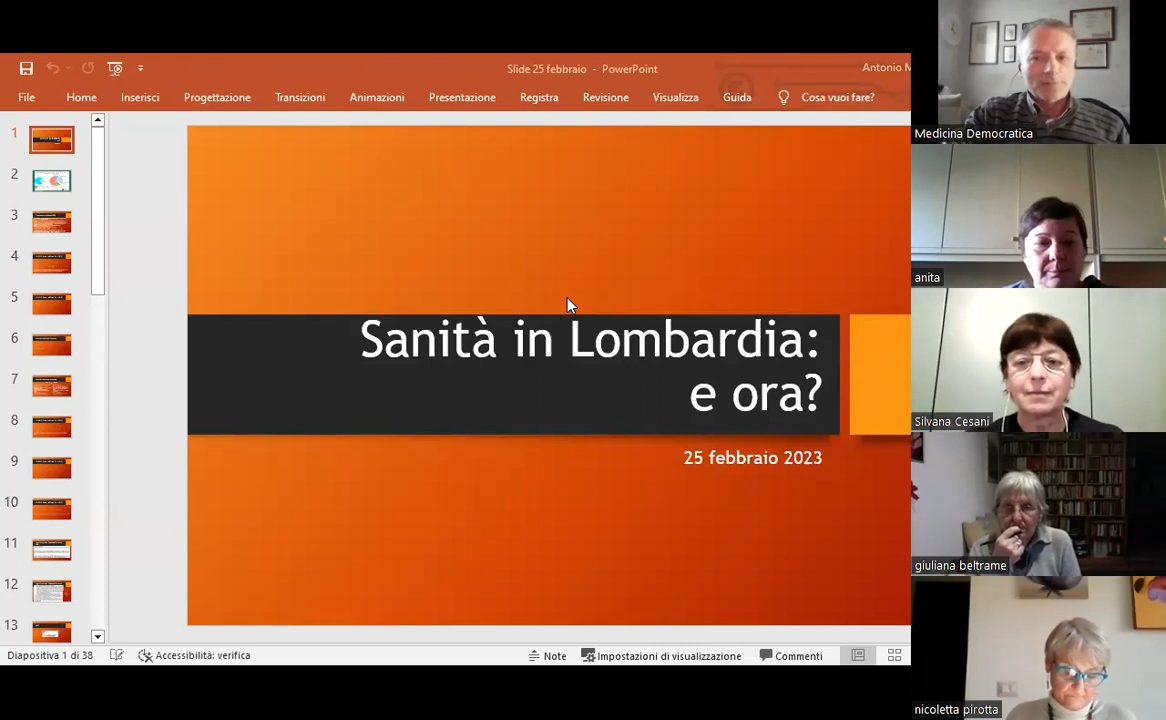 Slide 25 febbraio - PowerPoint
Antonio M
File Home Inserisci Progettazione Transizioni Animazioni Presentazione Registra Revisione Visualizza Guida Cosa vuoi fare?
1
2
3
4
5
6
7
8
9
10
11
12
13
Sanità in Lombardia:
e ora?
25 febbraio 2023
Diapositiva 1 di 38 Accessibilità: verifica Note Impostazioni di visualizzazione Commenti
Medicina Democratica
anita
Silvana Cesani
giuliana beltrame
nicoletta pirotta